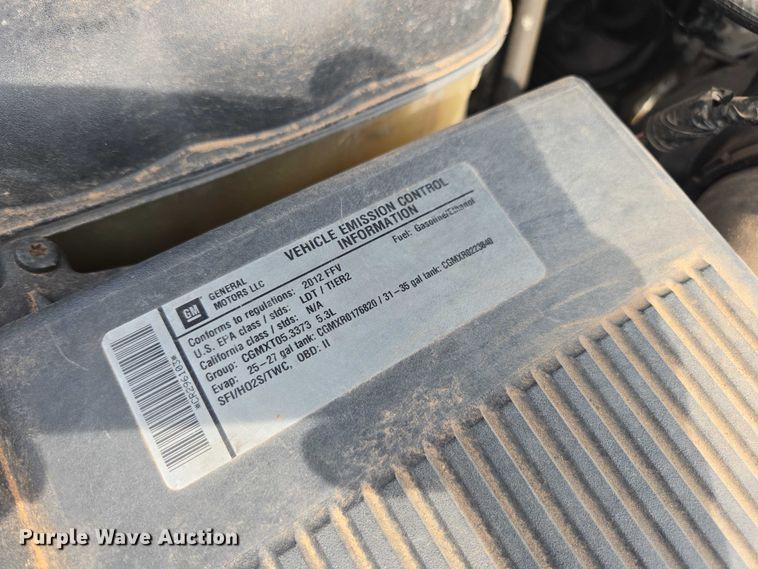 GM
GENERAL
MOTORS LLC
VEHICLE EMISSION CONTROL
INFORMATION
Conforms to regulations: 2012 FFV
Fuel: Gasoline/Ethanol
U.S. EPA class / stds: LDT / TIER2
California class / stds: N/A
Group: CGMXT05.3373 5.3L
Evap: 25-27 gal tank: CGMXR0176820 / 31-35 gal tank: CGMXR0223840
SFI/HO2S/TWC, OBD: II
*CR296103*
Purple Wave Auction